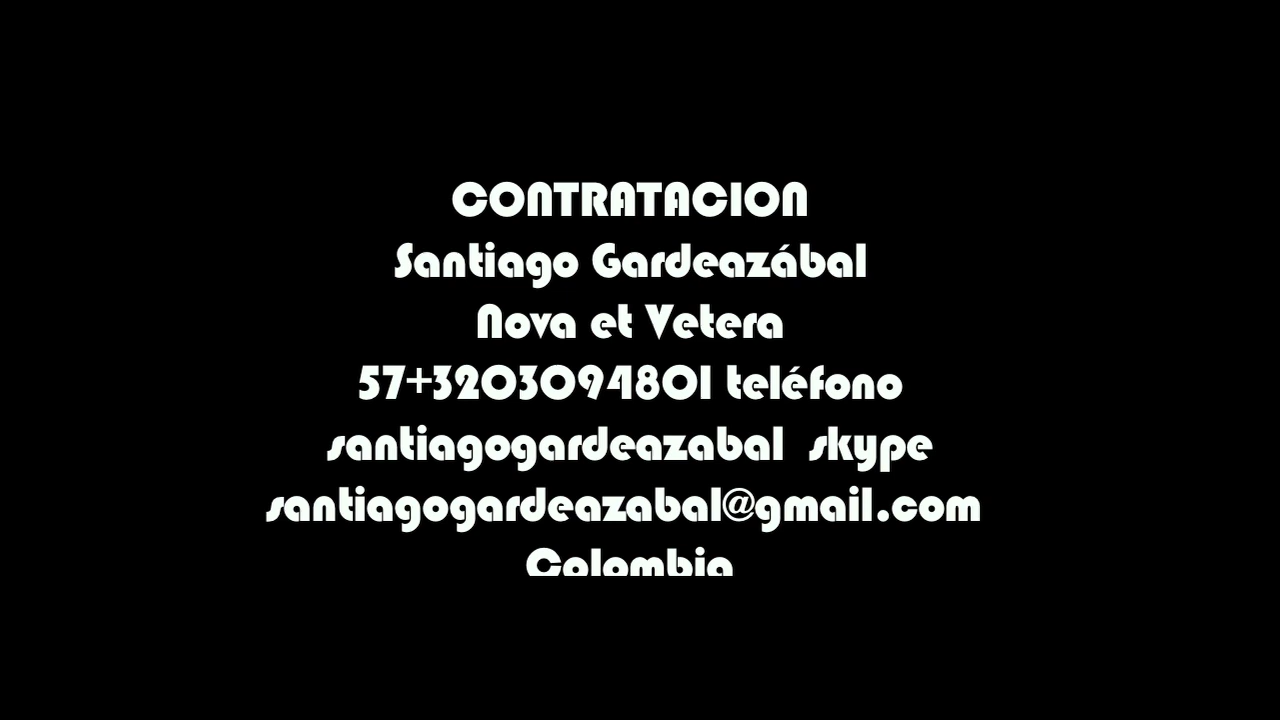 CONTRATACION
Santiago Gardeazábal
Nova et Vetera
57+3203094801 teléfono
santiagogardeazabal skype
santiagogardeazabal@gmail.com
Colombia